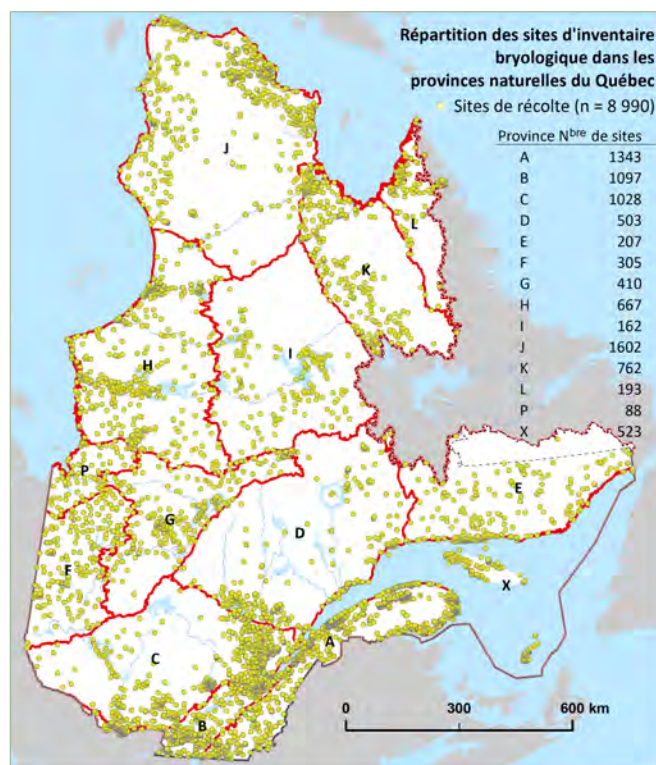 Répartition des sites d'inventaire
bryologique dans les
provinces naturelles du Québec
Sites de récolte (n = 8 990)
Province Nbre de sites
A 1343
B 1097
C 1028
D 503
E 207
F 305
G 410
H 667
I 162
J 1602
K 762
L 193
P 88
X 523
J
L
K
I
H
P
E
G
D
F
X
A
C
B
0 300 600 km